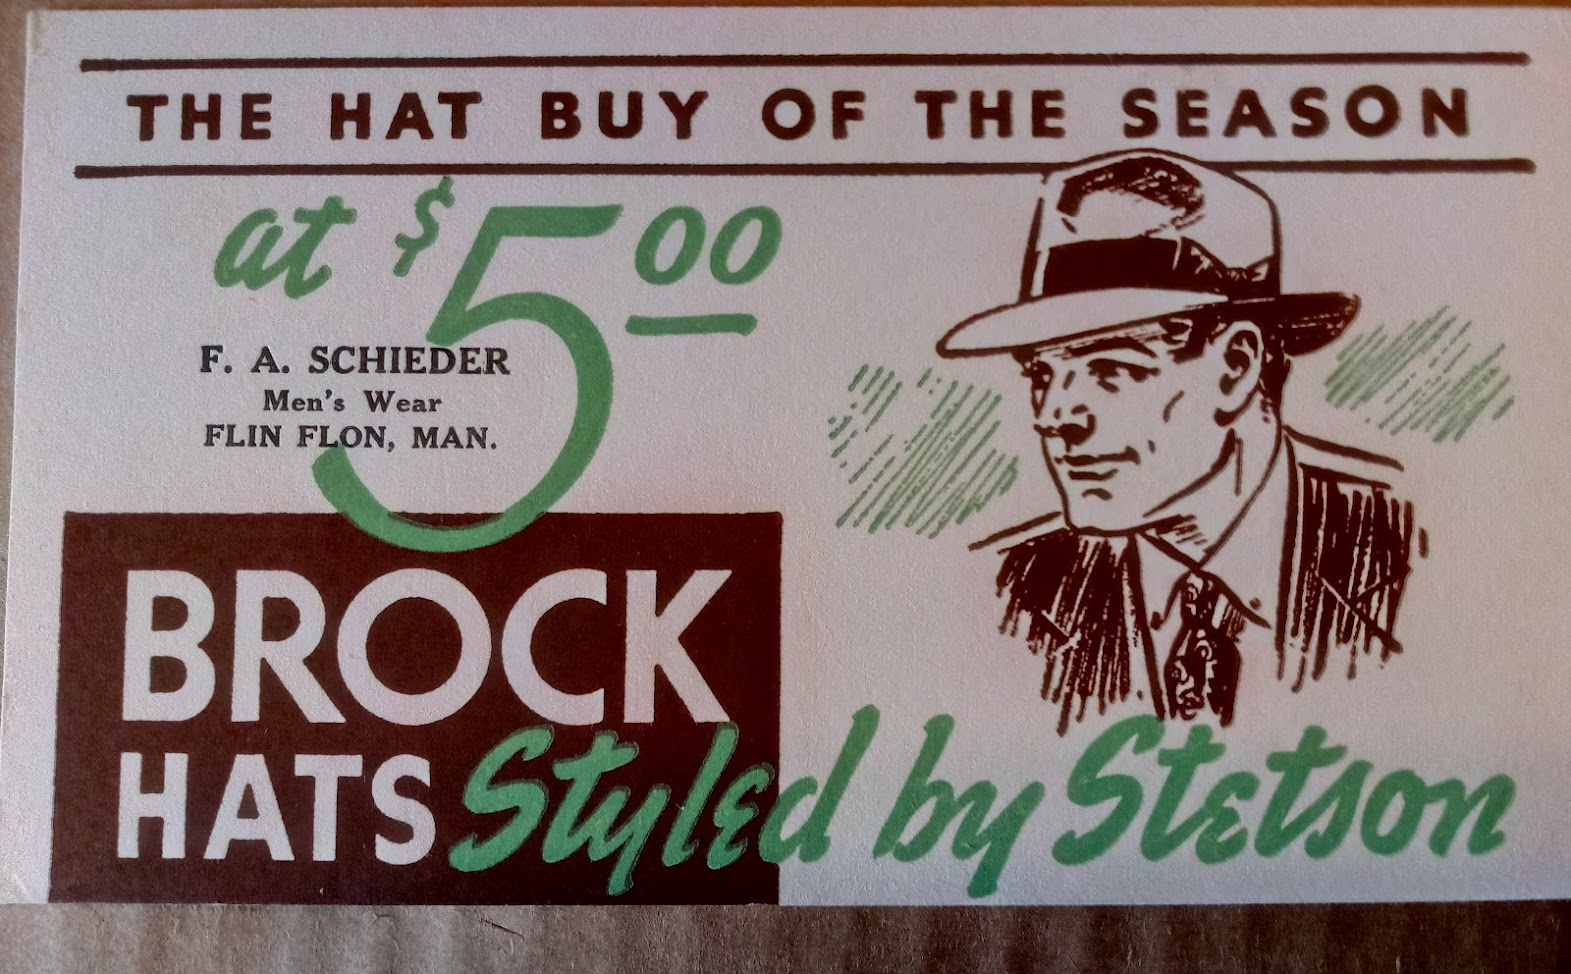 THE HAT BUY OF THE SEASON
at $5.00
F. A. SCHIEDER
Men's Wear
FLIN FLON, MAN.
BROCK
HATS Styled by Stetson